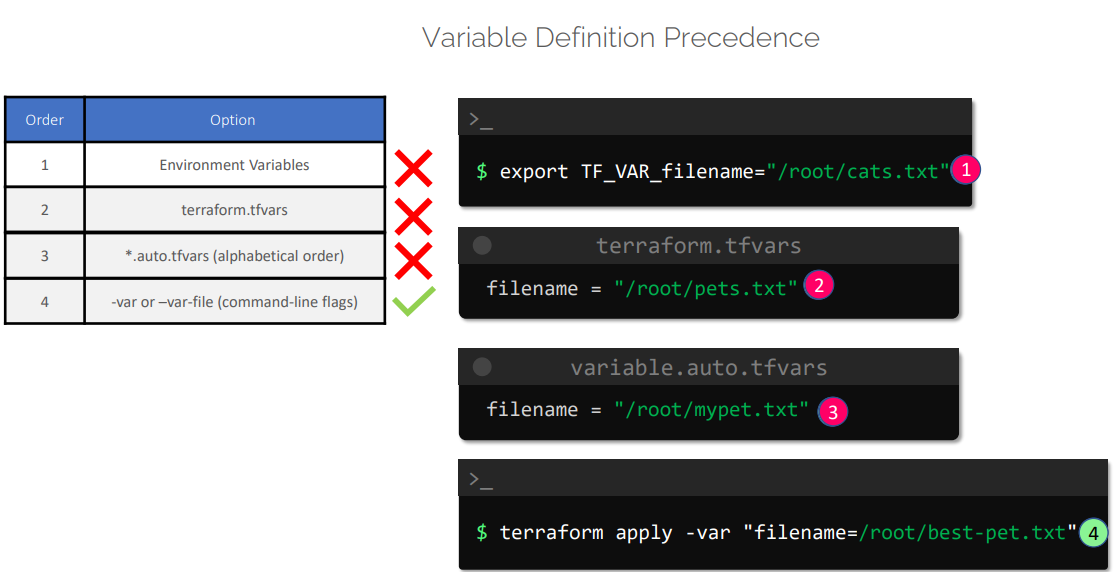 Variable Definition Precedence
Order Option
1 Environment Variables
2 terraform.tfvars
3 *.auto.tfvars (alphabetical order)
4 -var or –var-file (command-line flags)
>_
$ export TF_VAR_filename="/root/cats.txt" 1
terraform.tfvars
filename = "/root/pets.txt" 2
variable.auto.tfvars
filename = "/root/mypet.txt" 3
>_
$ terraform apply -var "filename=/root/best-pet.txt" 4